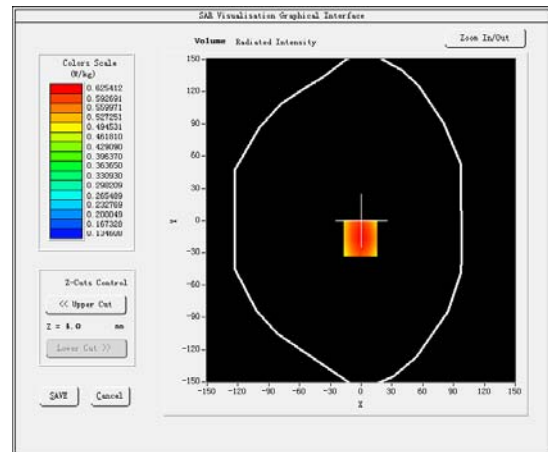 SAR Visualisation Graphical Interface
Volume Radiated Intensity
Zoom In/Out
Colors Scale
(W/kg)
0.625412
0.592691
0.559971
0.527251
0.494531
0.461810
0.429090
0.396370
0.363650
0.330930
0.298209
0.265489
0.232769
0.200049
0.167328
0.134608
150
120
90
60
30
0
-30
-60
-90
-120
-150
Y
-150 -120 -90 -60 -30 0 30 60 90 120 150
X
Z-Cuts Control
<< Upper Cut
Z = 4.0 mm
Lower Cut >>
SAVE
Cancel